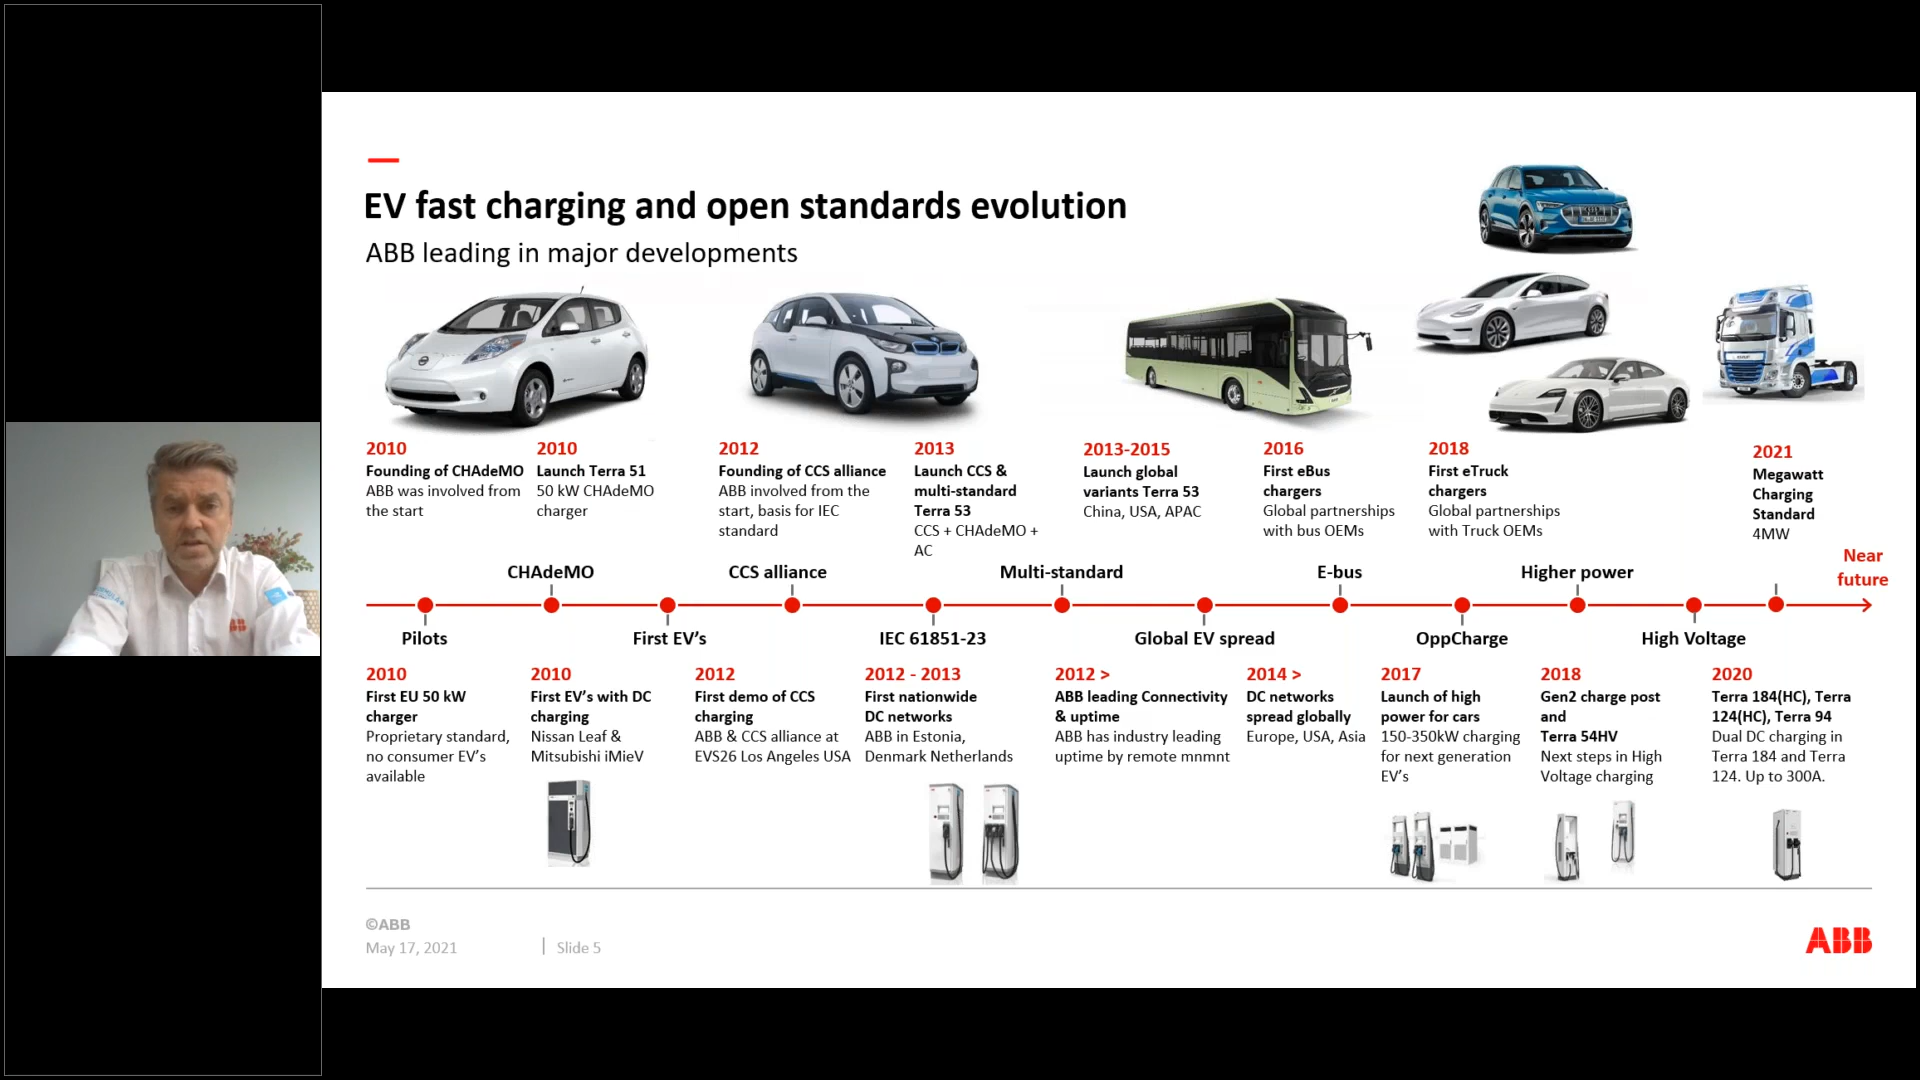 EV fast charging and open standards evolution
ABB leading in major developments
2010
Founding of CHAdeMO
ABB was involved from
the start
2010
Launch Terra 51
50 kW CHAdeMO
charger
2012
Founding of CCS alliance
ABB involved from the
start, basis for IEC
standard
2013
Launch CCS &
multi-standard
Terra 53
CCS + CHAdeMO +
AC
2013-2015
Launch global
variants Terra 53
China, USA, APAC
2016
First eBus
chargers
Global partnerships
with bus OEMs
2018
First eTruck
chargers
Global partnerships
with Truck OEMs
2021
Megawatt
Charging
Standard
4MW
Near
future
CHAdeMO
CCS alliance
Multi-standard
E-bus
Higher power
Pilots
First EV’s
IEC 61851-23
Global EV spread
OppCharge
High Voltage
2010
First EU 50 kW
charger
Proprietary standard,
no consumer EV’s
available
2010
First EV’s with DC
charging
Nissan Leaf &
Mitsubishi iMieV
2012
First demo of CCS
charging
ABB & CCS alliance at
EVS26 Los Angeles USA
2012 - 2013
First nationwide
DC networks
ABB in Estonia,
Denmark Netherlands
2012 >
ABB leading Connectivity
& uptime
ABB has industry leading
uptime by remote mnmnt
2014 >
DC networks
spread globally
Europe, USA, Asia
2017
Launch of high
power for cars
150-350kW charging
for next generation
EV’s
2018
Gen2 charge post
and
Terra 54HV
Next steps in High
Voltage charging
2020
Terra 184(HC), Terra
124(HC), Terra 94
Dual DC charging in
Terra 184 and Terra
124. Up to 300A.
©ABB
May 17, 2021
Slide 5
ABB
ABB